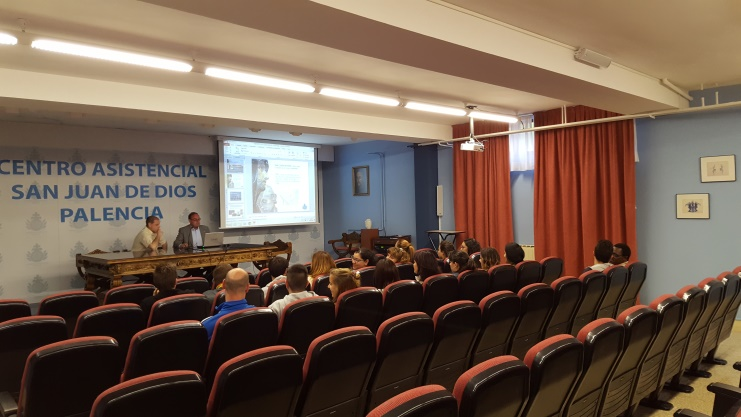 CENTRO ASISTENCIAL
SAN JUAN DE DIOS
PALENCIA